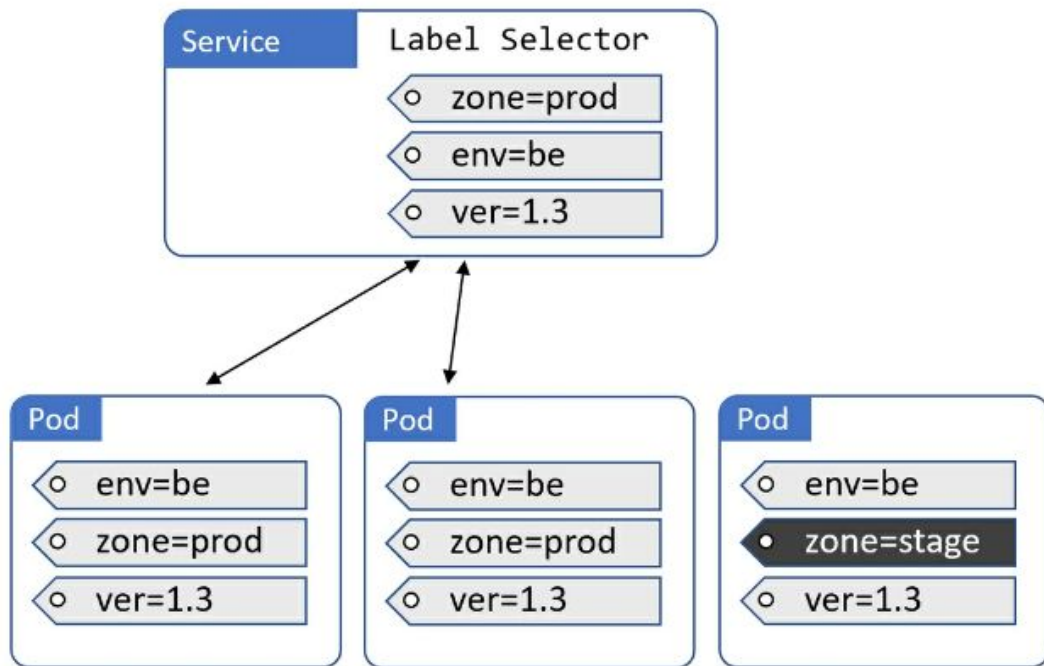 Service
Label Selector
zone=prod
env=be
ver=1.3
Pod
env=be
zone=prod
ver=1.3
Pod
env=be
zone=prod
ver=1.3
Pod
env=be
zone=stage
ver=1.3